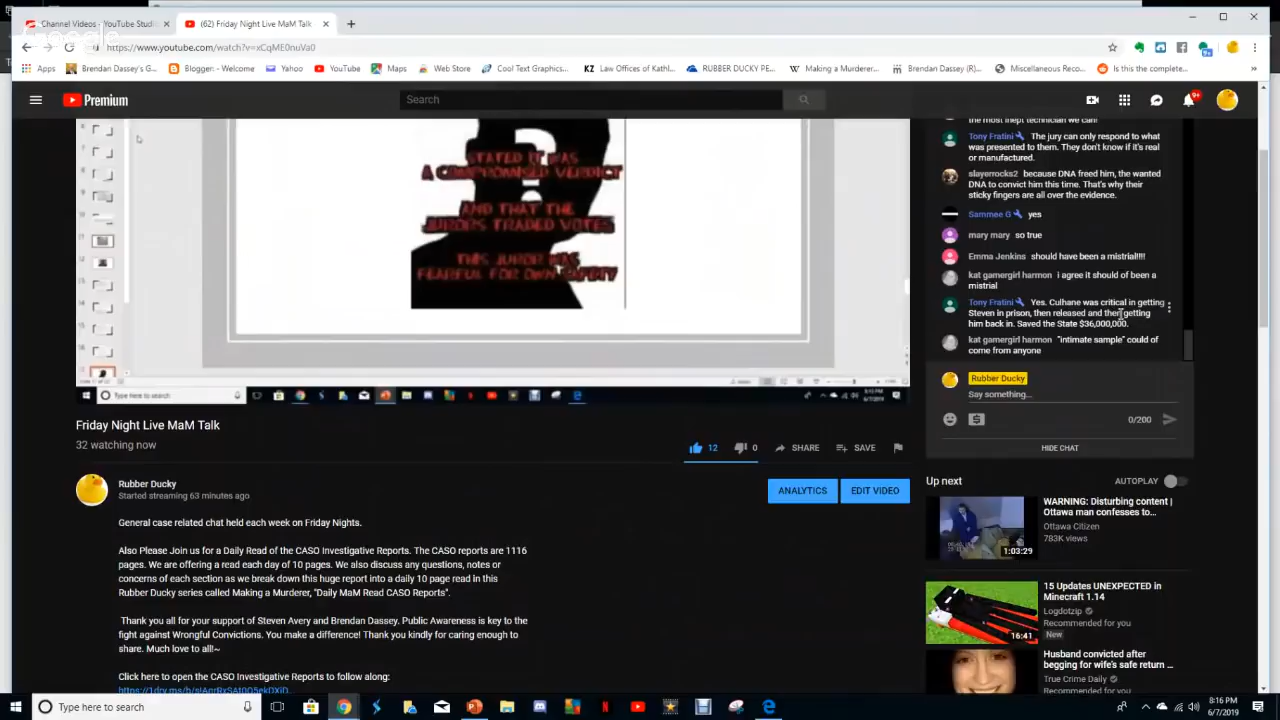 Channel Videos - YouTube Studio
(62) Friday Night Live MaM Talk
Google
https://www.youtube.com/watch?v=xCqME0nuVa0
Apps
Brendan Dassey's G...
Blogger: - Welcome
Yahoo
YouTube
Maps
Web Store
Cool Text Graphics...
KZ Law Offices of Kathl...
RUBBER DUCKY PE...
W Making a Murderer...
Brendan Dassey (R)...
Miscellaneous Reco...
Is this the complete...
»
Premium
Search
9+
STATED IT WAS
A COMPROMISED VERDICT
AND THAT THE
JURORS TRADED VOTES
THIS JUROR WAS
FEARFUL FOR OWN SAFETY
Type here to search
the most inept technician we can!
Tony Fratini The jury can only respond to what
was presented to them. They don't know if it's real
or manufactured.
slayerrocks2 because DNA freed him, the wanted
DNA to convict him this time. That's why their
sticky fingers are all over the evidence.
Sammee G yes
mary mary so true
Emma Jenkins should have been a mistrial!!!!
kat gamergirl harmon i agree it should of been a
mistrial
Tony Fratini Yes. Culhane was critical in getting
Steven in prison, then released and then getting
him back in. Saved the State $36,000,000.
kat gamergirl harmon "intimate sample" could of
come from anyone
Rubber Ducky
Say something...
0/200
HIDE CHAT
Friday Night Live MaM Talk
32 watching now
12
0
SHARE
SAVE
Rubber Ducky
Started streaming 63 minutes ago
ANALYTICS
EDIT VIDEO
General case related chat held each week on Friday Nights.
Also Please Join us for a Daily Read of the CASO Investigative Reports. The CASO reports are 1116
pages. We are offering a read each day of 10 pages. We also discuss any questions, notes or
concerns of each section as we break down this huge report into a daily 10 page read in this
Rubber Ducky series called Making a Murderer, "Daily MaM Read CASO Reports".
Thank you all for your support of Steven Avery and Brendan Dassey. Public Awareness is key to the
fight against Wrongful Convictions. You make a difference! Thank you kindly for caring enough to
share. Much love to all!~
Click here to open the CASO Investigative Reports to follow along:
Up next
AUTOPLAY
WARNING: Disturbing content |
Ottawa man confesses to...
Ottawa Citizen
783K views
1:03:29
15 Updates UNEXPECTED in
Minecraft 1.14
Logdotzip
Recommended for you
New
16:41
Husband convicted after
begging for wife's safe return ...
True Crime Daily
Recommended for you
Type here to search
8:16 PM
6/7/2019